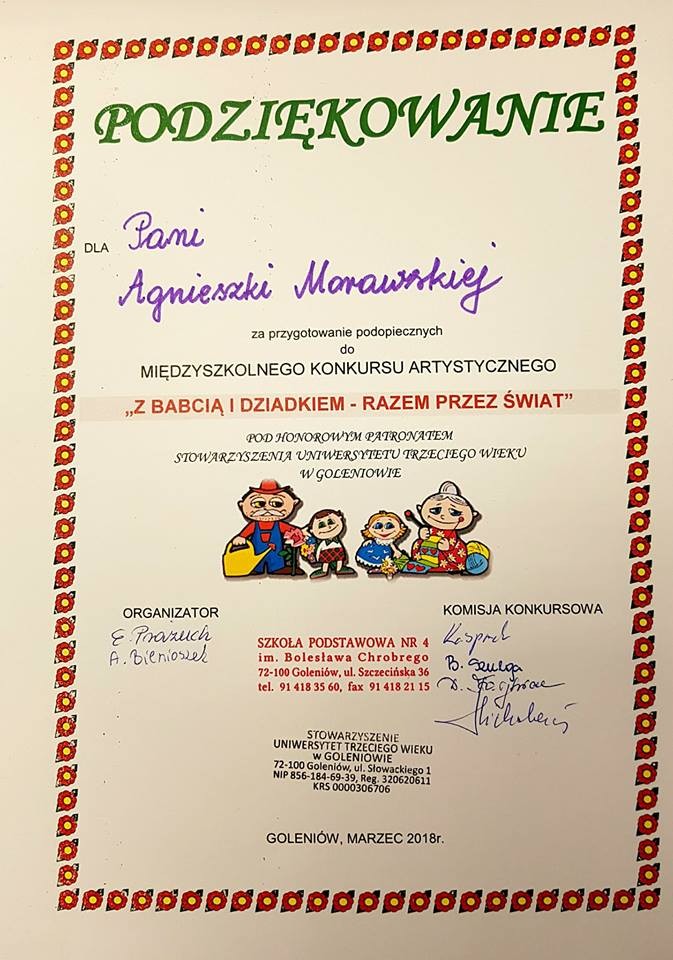 PODZIĘKOWANIE
DLA Pani
Agnieszki Morawskiej
za przygotowanie podopiecznych
do
MIĘDZYSZKOLNEGO KONKURSU ARTYSTYCZNEGO
„Z BABCIĄ I DZIADKIEM - RAZEM PRZEZ ŚWIAT”
POD HONOROWYM PATRONATEM
STOWARZYSZENIA UNIWERSYTETU TRZECIEGO WIEKU
W GOLENIOWIE
ORGANIZATOR
E. Prażuch
A. Bienioszek
KOMISJA KONKURSOWA
B. Szulga
SZKOŁA PODSTAWOWA NR 4
im. Bolesława Chrobrego
72-100 Goleniów, ul. Szczecińska 36
tel. 91 418 35 60, fax 91 418 21 15
STOWARZYSZENIE
UNIWERSYTET TRZECIEGO WIEKU
w GOLENIOWIE
72-100 Goleniów, ul. Słowackiego 1
NIP 856-184-69-39, Reg. 320620611
KRS 0000306706
GOLENIÓW, MARZEC 2018r.